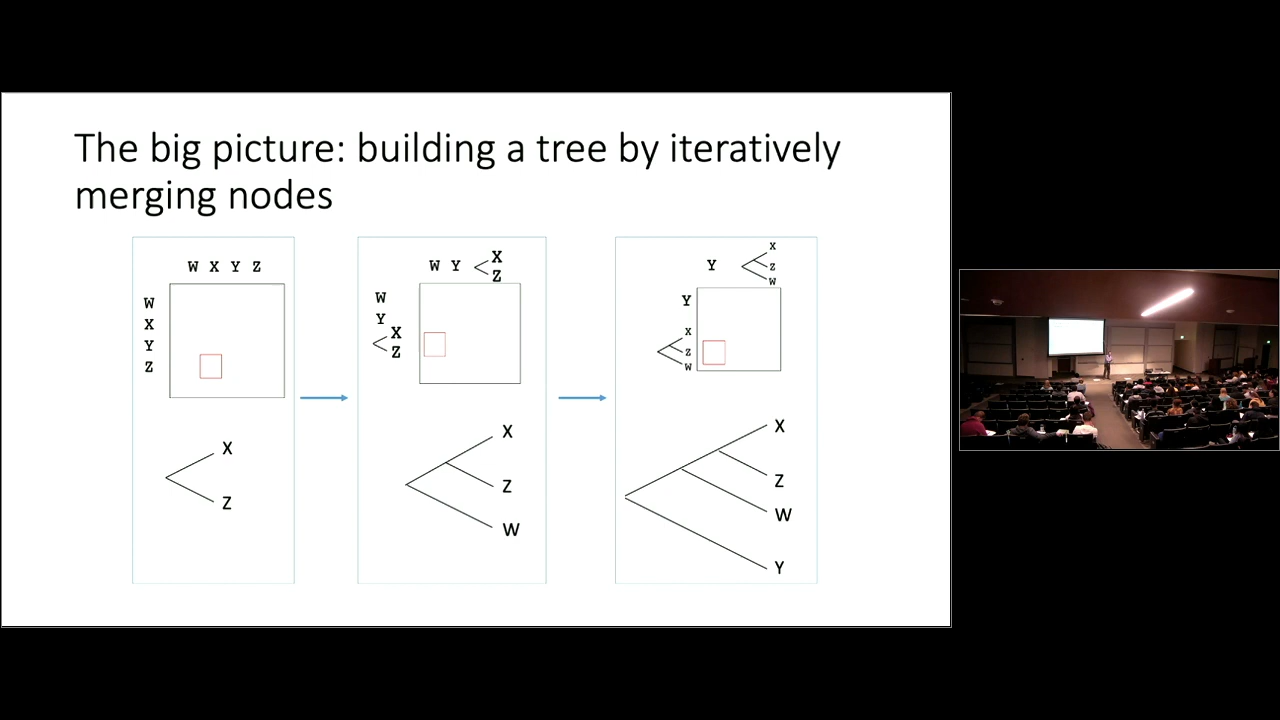 The big picture: building a tree by iteratively
merging nodes
W X Y Z
W
X
Y
Z
X
Z
W Y X
Z
W
Y
X
Z
X
Z
W
Y X
Z
W
Y
X
Z
W
X
Z
W
Y